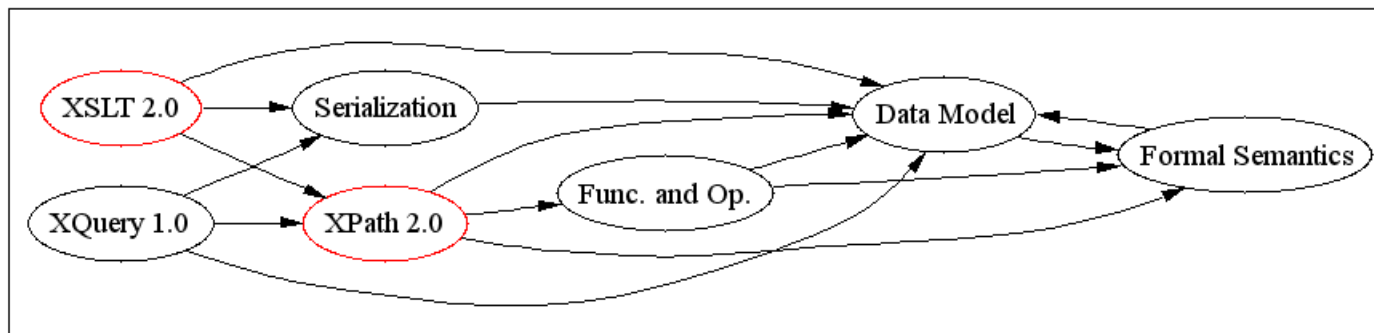 XSLT 2.0
Serialization
Data Model
Formal Semantics
Func. and Op.
XQuery 1.0
XPath 2.0